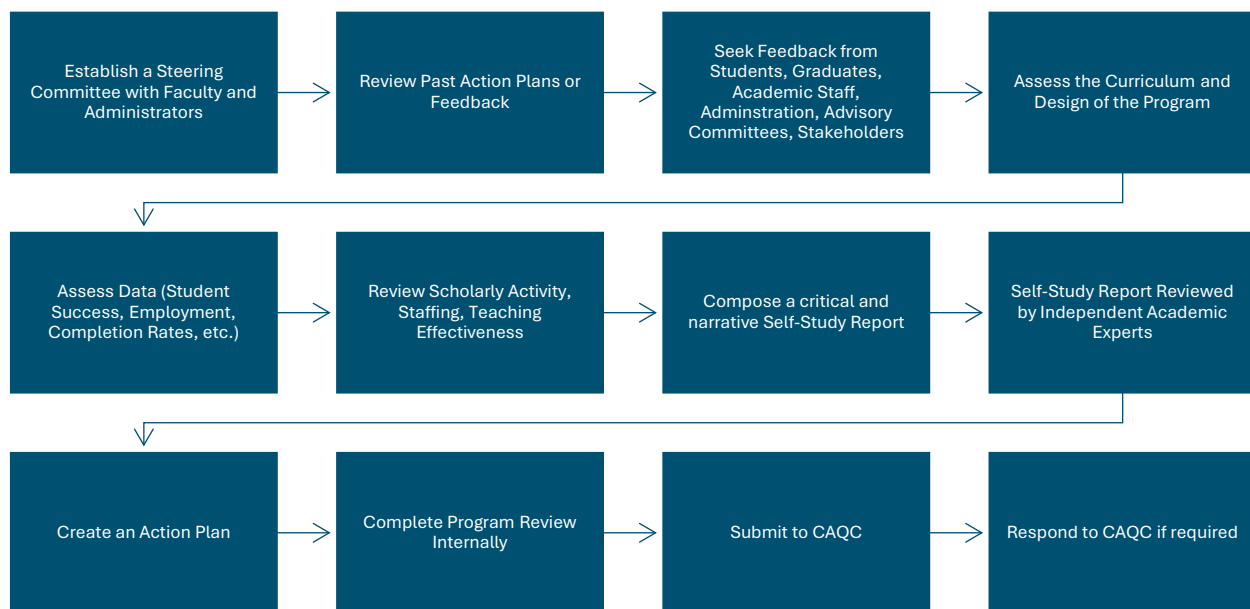 Establish a Steering
Committee with Faculty and
Administrators
Review Past Action Plans or
Feedback
Seek Feedback from
Students, Graduates,
Academic Staff,
Adminstration, Advisory
Committees, Stakeholders
Assess the Curriculum and
Design of the Program
Assess Data (Student
Success, Employment,
Completion Rates, etc.)
Review Scholarly Activity,
Staffing, Teaching
Effectiveness
Compose a critical and
narrative Self-Study Report
Self-Study Report Reviewed
by Independent Academic
Experts
Create an Action Plan
Complete Program Review
Internally
Submit to CAQC
Respond to CAQC if required